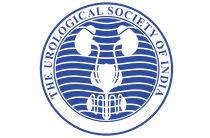 THE UROLOGICAL SOCIETY OF INDIA